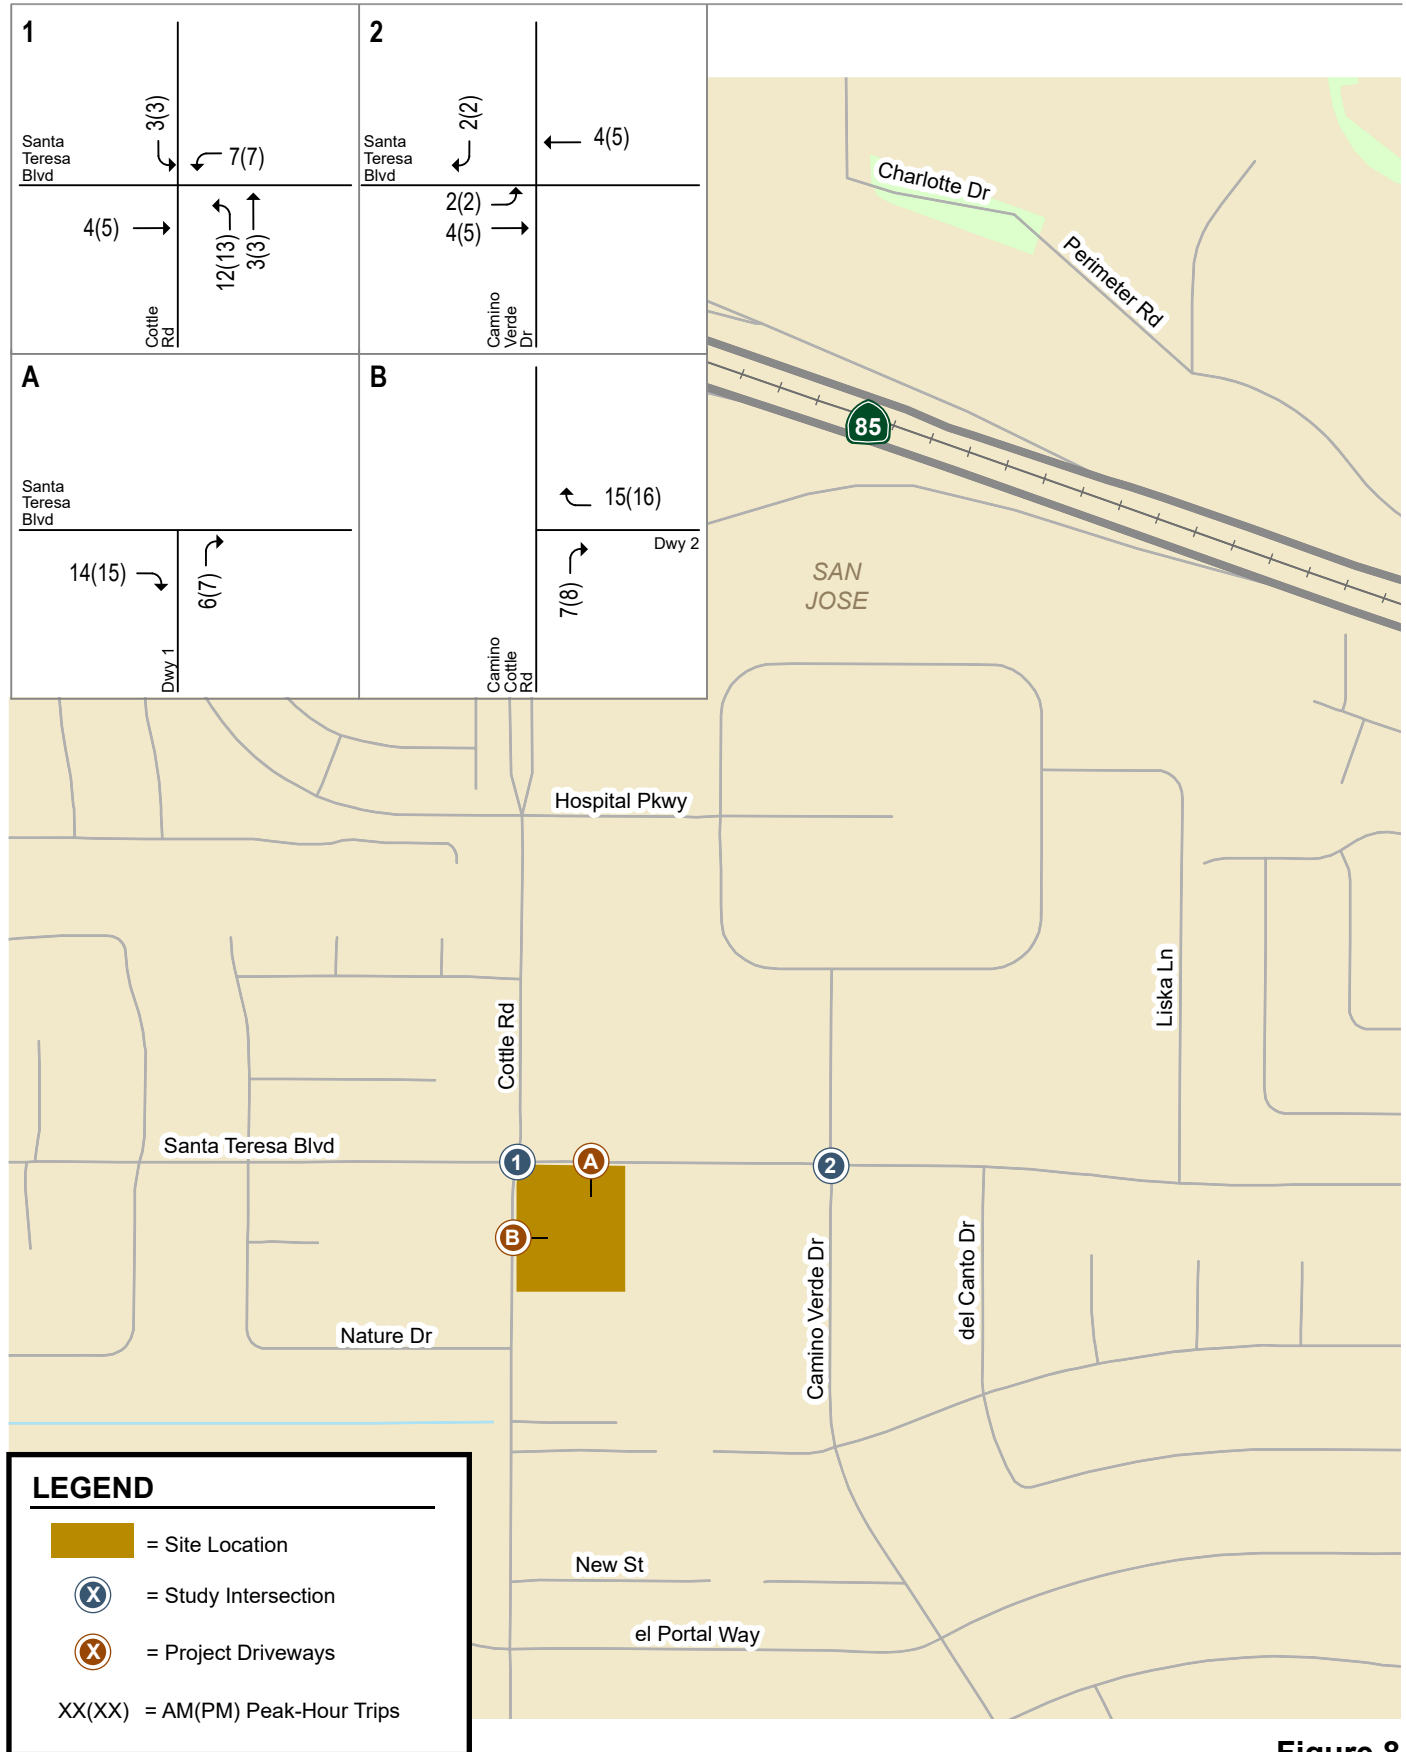 1
3(3)
7(7)
Santa
Teresa
Blvd
4(5)
12(13)
3(3)
Cottle
Rd
2
2(2)
4(5)
Santa
Teresa
Blvd
2(2)
4(5)
Camino
Verde
Dr
A
Santa
Teresa
Blvd
14(15)
6(7)
Dwy 1
B
15(16)
Dwy 2
7(8)
Camino
Cottle
Rd
Charlotte Dr
Perimeter Rd
85
SAN
JOSE
Hospital Pkwy
Cottle Rd
Liska Ln
Santa Teresa Blvd
1
A
2
B
Camino Verde Dr
del Canto Dr
Nature Dr
New St
el Portal Way
LEGEND
= Site Location
X = Study Intersection
X = Project Driveways
XX(XX) = AM(PM) Peak-Hour Trips
Figure 8